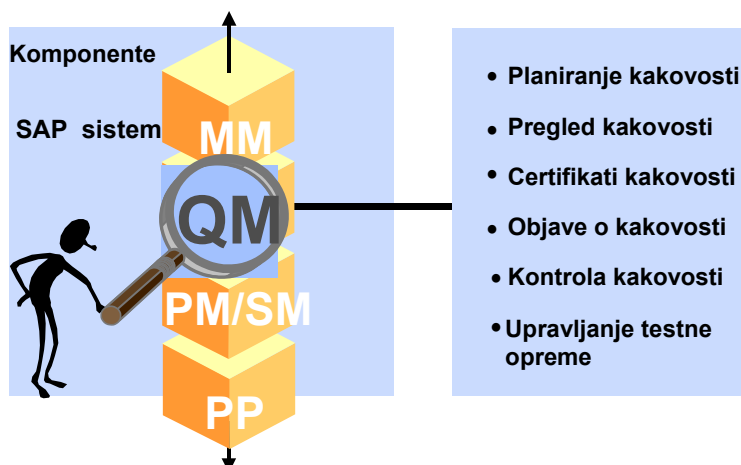 Komponente
SAP sistem
MM
QM
PM/SM
PP
• Planiranje kakovosti
• Pregled kakovosti
• Certifikati kakovosti
• Objave o kakovosti
• Kontrola kakovosti
• Upravljanje testne
opreme